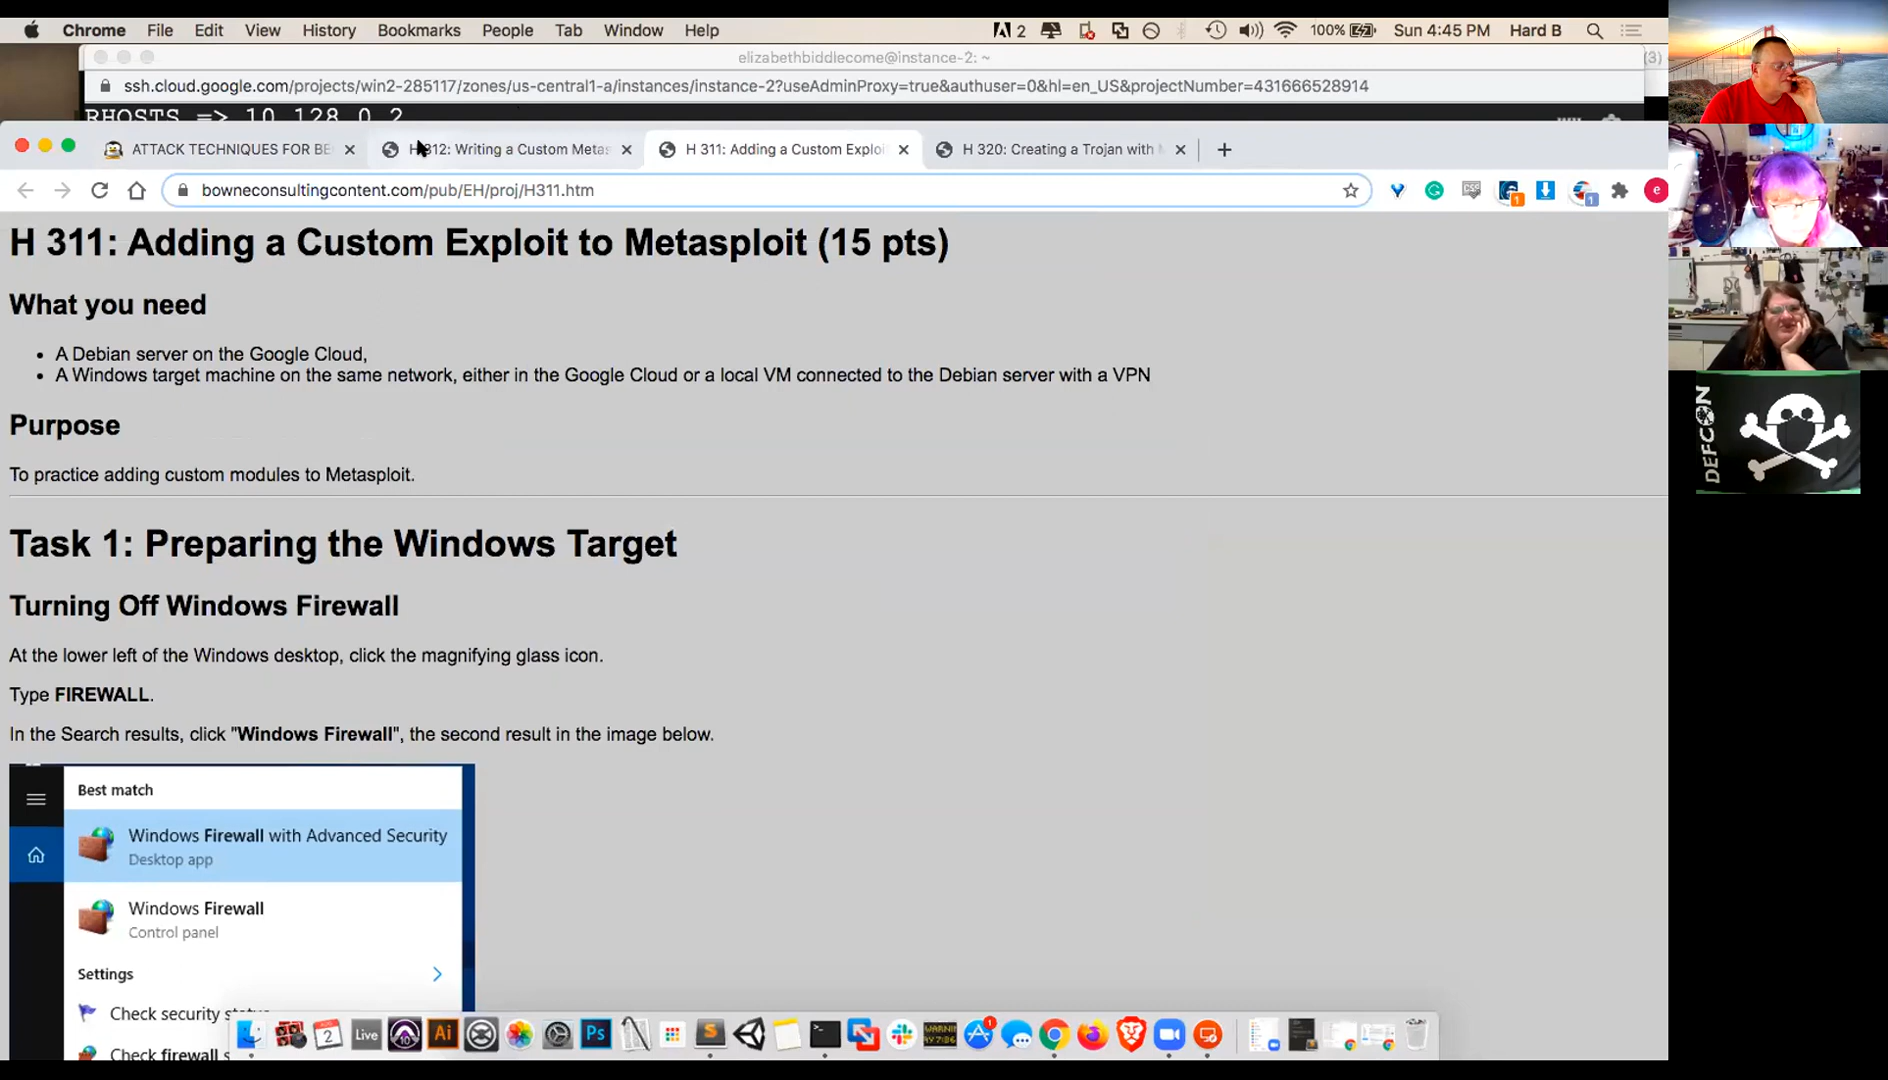 Chrome File Edit View History Bookmarks People Tab Window Help
2 100% Sun 4:45 PM Hard B
elizabethbiddlecome@instance-2: ~
(3)
ssh.cloud.google.com/projects/win2-285117/zones/us-central1-a/instances/instance-2?useAdminProxy=true&authuser=0&hl=en_US&projectNumber=431666528914
RHOSTS => 10.128.0.2
ATTACK TECHNIQUES FOR BE
H 312: Writing a Custom Metas
H 311: Adding a Custom Exploi
H 320: Creating a Trojan with
bowneconsultingcontent.com/pub/EH/proj/H311.htm
H 311: Adding a Custom Exploit to Metasploit (15 pts)
What you need
• A Debian server on the Google Cloud,
• A Windows target machine on the same network, either in the Google Cloud or a local VM connected to the Debian server with a VPN
Purpose
To practice adding custom modules to Metasploit.
Task 1: Preparing the Windows Target
Turning Off Windows Firewall
At the lower left of the Windows desktop, click the magnifying glass icon.
Type FIREWALL.
In the Search results, click "Windows Firewall", the second result in the image below.
Best match
Windows Firewall with Advanced Security
Desktop app
Windows Firewall
Control panel
Settings
Check security
Check firewall s
DEFCON